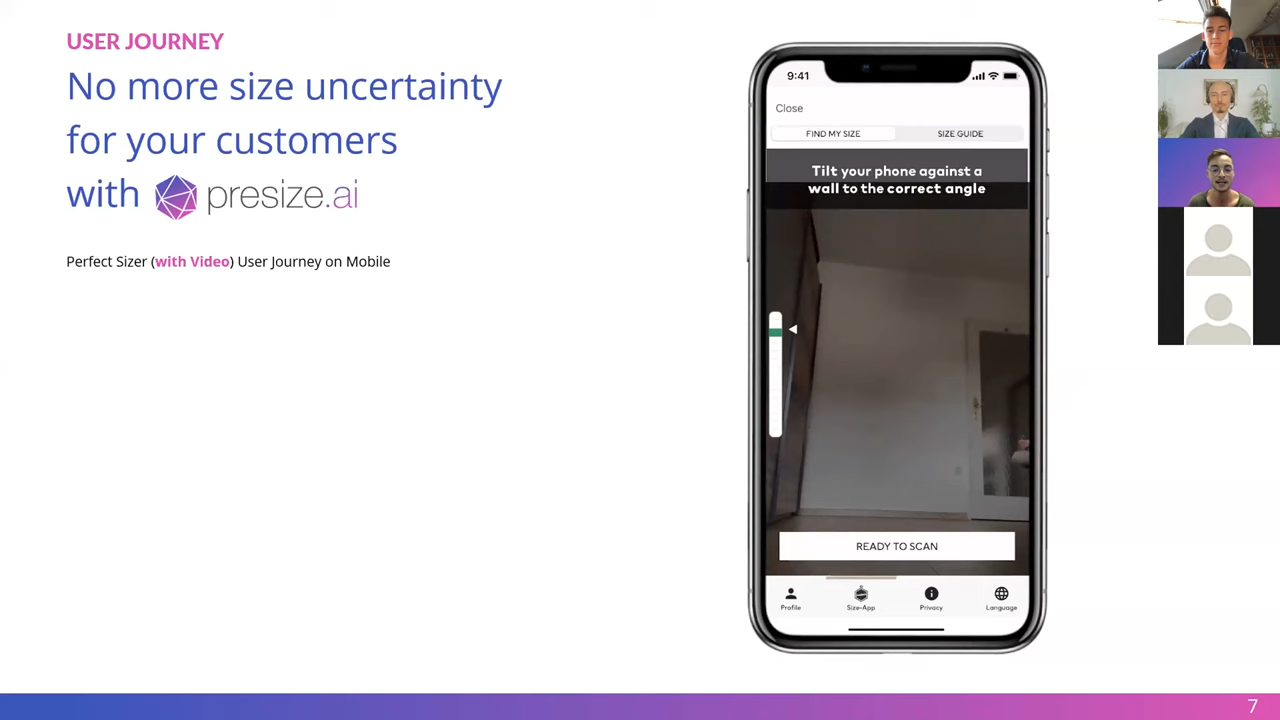 USER JOURNEY
No more size uncertainty
for your customers
with presize.ai
Perfect Sizer (with Video) User Journey on Mobile
9:41
Close
FIND MY SIZE
SIZE GUIDE
Tilt your phone against a
wall to the correct angle
READY TO SCAN
Profile
Size-App
Privacy
Language
7